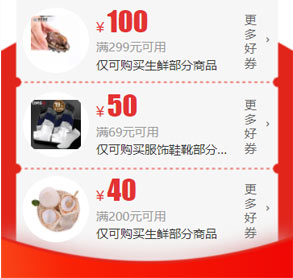 ¥100
满299元可用
仅可购买生鲜部分商品
更多好券 ›
¥50
满69元可用
仅可购买服饰鞋靴部分...
更多好券 ›
¥40
满200元可用
仅可购买生鲜部分商品
更多好券 ›